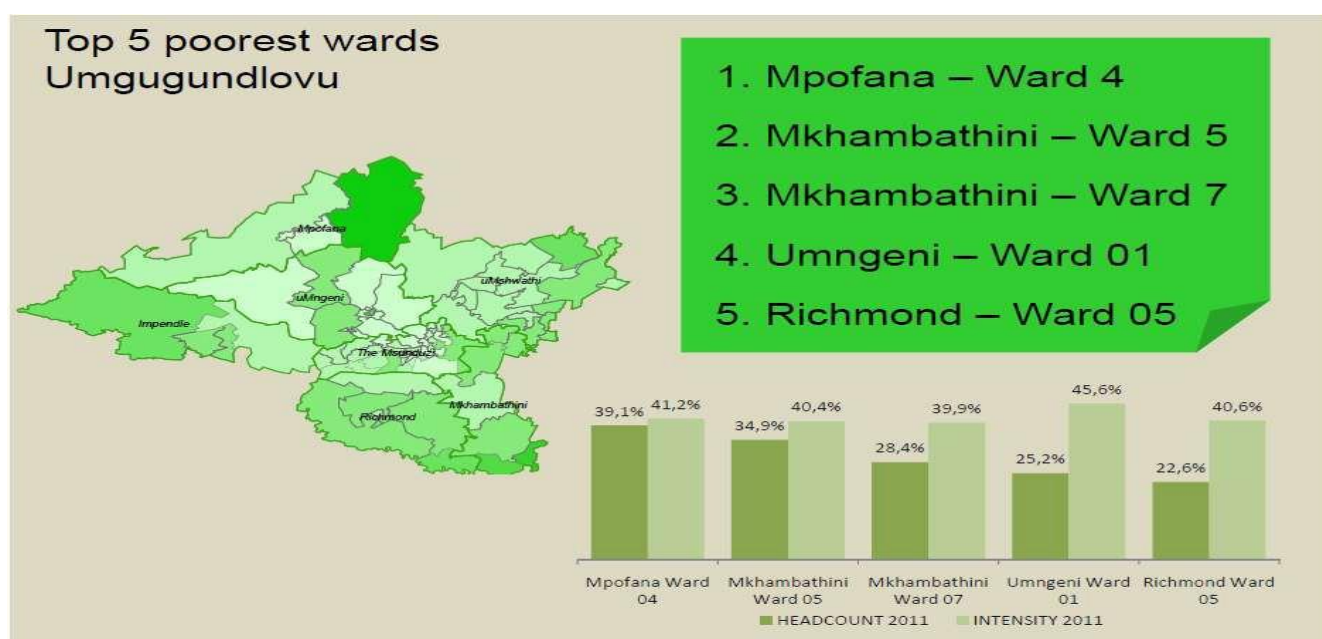 Top 5 poorest wards
Umgugundlovu
1. Mpofana – Ward 4
2. Mkhambathini – Ward 5
3. Mkhambathini – Ward 7
4. Umngeni – Ward 01
5. Richmond – Ward 05
Mpofana
uMshwathi
uMngeni
Impendle
The Msunduzi
Mkhambathini
Richmond
39,1% 41,2%
34,9% 40,4%
28,4% 39,9%
25,2% 45,6%
22,6% 40,6%
Mpofana Ward
04
Mkhambathini
Ward 05
Mkhambathini
Ward 07
Umngeni Ward
01
Richmond Ward
05
HEADCOUNT 2011 INTENSITY 2011